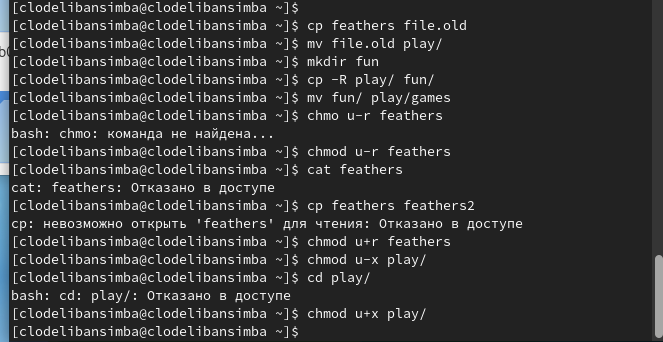 [clodelibansimba@clodelibansimba ~]$
[clodelibansimba@clodelibansimba ~]$ cp feathers file.old
[clodelibansimba@clodelibansimba ~]$ mv file.old play/
[clodelibansimba@clodelibansimba ~]$ mkdir fun
[clodelibansimba@clodelibansimba ~]$ cp -R play/ fun/
[clodelibansimba@clodelibansimba ~]$ mv fun/ play/games
[clodelibansimba@clodelibansimba ~]$ chmo u-r feathers
bash: chmo: команда не найдена...
[clodelibansimba@clodelibansimba ~]$ chmod u-r feathers
[clodelibansimba@clodelibansimba ~]$ cat feathers
cat: feathers: Отказано в доступе
[clodelibansimba@clodelibansimba ~]$ cp feathers feathers2
cp: невозможно открыть 'feathers' для чтения: Отказано в доступе
[clodelibansimba@clodelibansimba ~]$ chmod u+r feathers
[clodelibansimba@clodelibansimba ~]$ chmod u-x play/
[clodelibansimba@clodelibansimba ~]$ cd play/
bash: cd: play/: Отказано в доступе
[clodelibansimba@clodelibansimba ~]$ chmod u+x play/
[clodelibansimba@clodelibansimba ~]$